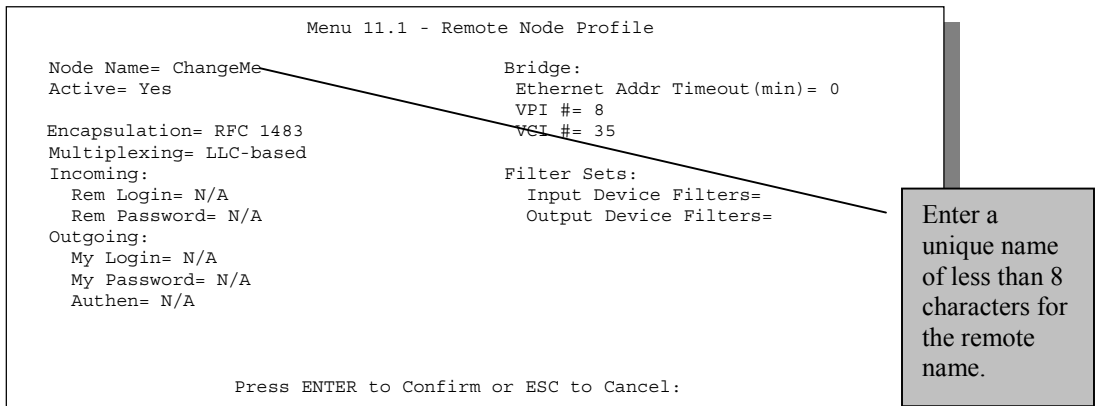 Menu 11.1 - Remote Node Profile
Node Name= ChangeMe
Active= Yes
Encapsulation= RFC 1483
Multiplexing= LLC-based
Incoming:
Rem Login= N/A
Rem Password= N/A
Outgoing:
My Login= N/A
My Password= N/A
Authen= N/A
Bridge:
Ethernet Addr Timeout(min)= 0
VPI #= 8
VCI #= 35
Filter Sets:
Input Device Filters=
Output Device Filters=
Press ENTER to Confirm or ESC to Cancel:
Enter a
unique name
of less than 8
characters for
the remote
name.